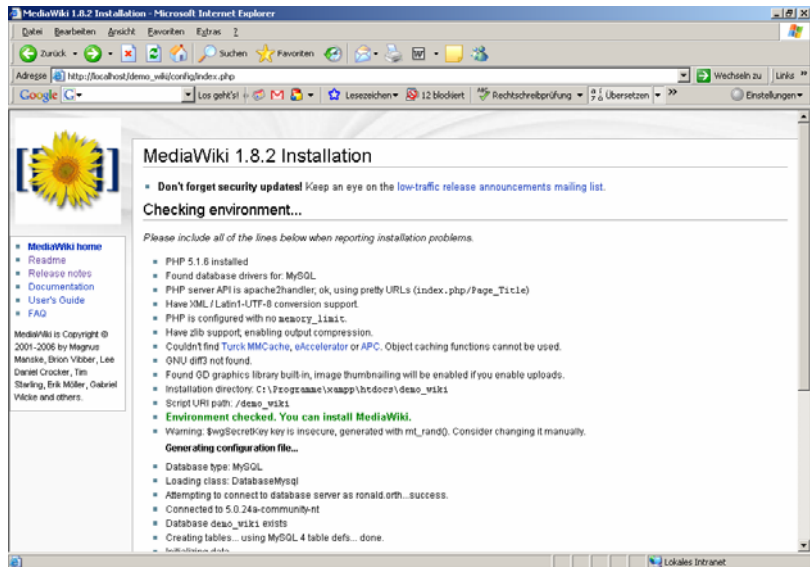 MediaWiki 1.8.2 Installation - Microsoft Internet Explorer
Datei Bearbeiten Ansicht Favoriten Extras ?
Zurück Suchen Favoriten
Adresse http://localhost/demo_wiki/config/index.php Wechseln zu Links »
Google G Los geht's! Lesezeichen 12 blockiert Rechtschreibprüfung Übersetzen » Einstellungen
MediaWiki 1.8.2 Installation
Don't forget security updates! Keep an eye on the low-traffic release announcements mailing list.
Checking environment...
Please include all of the lines below when reporting installation problems.
PHP 5.1.6 installed
Found database drivers for: MySQL
PHP server API is apache2handler; ok, using pretty URLs (index.php/Page_Title)
Have XML / Latin1-UTF-8 conversion support.
PHP is configured with no memory_limit.
Have zlib support; enabling output compression.
Couldn't find Turck MMCache, eAccelerator or APC. Object caching functions cannot be used.
GNU diff3 not found.
Found GD graphics library built-in, image thumbnailing will be enabled if you enable uploads.
Installation directory: C:\Programme\xampp\htdocs\demo_wiki
Script URI path: /demo_wiki
Environment checked. You can install MediaWiki.
Warning: $wgSecretKey key is insecure, generated with mt_rand(). Consider changing it manually.
Generating configuration file...
Database type: MySQL
Loading class: DatabaseMysql
Attempting to connect to database server as ronald.orth...success.
Connected to 5.0.24a-community-nt
Database demo_wiki exists
Creating tables... using MySQL 4 table defs... done.
Initializing data
MediaWiki home
Readme
Release notes
Documentation
User's Guide
FAQ
MediaWiki is Copyright ©
2001-2006 by Magnus
Manske, Brion Vibber, Lee
Daniel Crocker, Tim
Starling, Erik Möller, Gabriel
Wicke and others.
Lokales Intranet